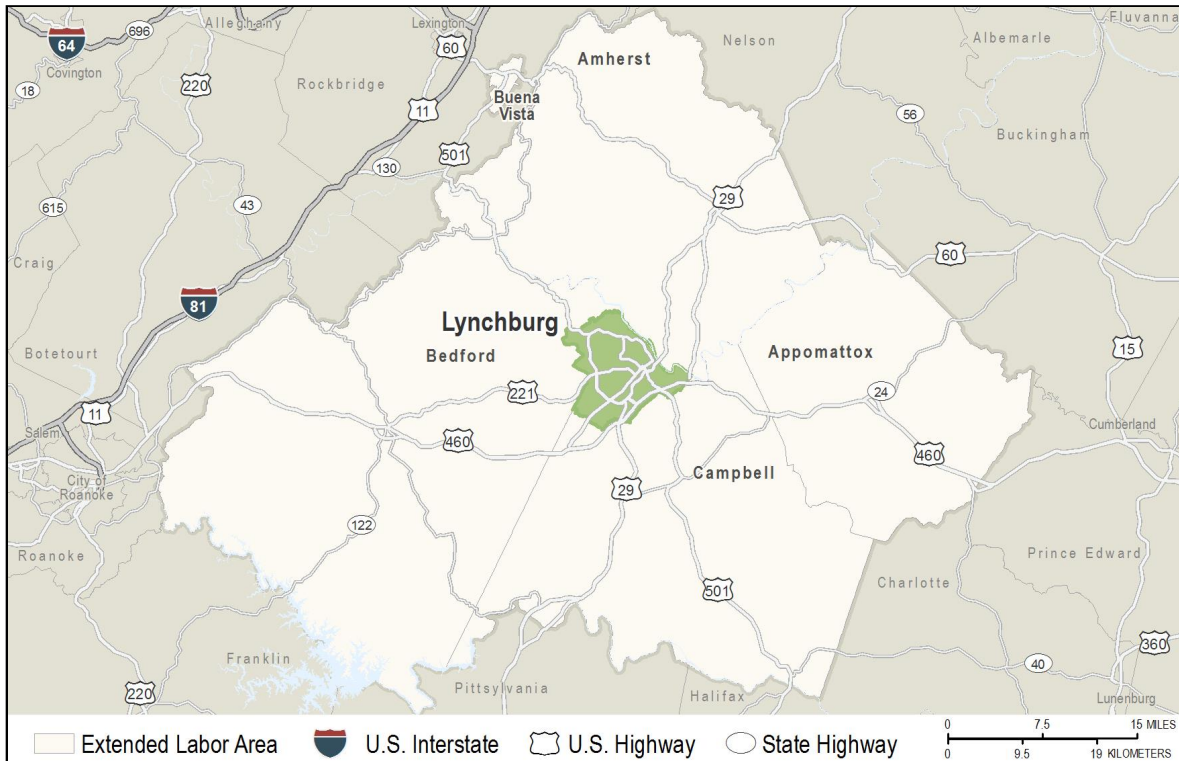 Alleghany
Lexington
Nelson
Albemarle
Fluvanna
64
696
60
Amherst
Covington
220
Rockbridge
Buena
Vista
18
11
56
Buckingham
501
130
615
43
29
Craig
60
81
Lynchburg
Botetourt
Bedford
Appomattox
15
221
24
11
Salem
460
Cumberland
City of
Roanoke
Campbell
460
29
122
Roanoke
Prince Edward
Charlotte
501
Franklin
360
40
220
Pittsylvania
Halifax
Lunenburg
Extended Labor Area
U.S. Interstate
U.S. Highway
State Highway
0 7.5 15 MILES
0 9.5 19 KILOMETERS